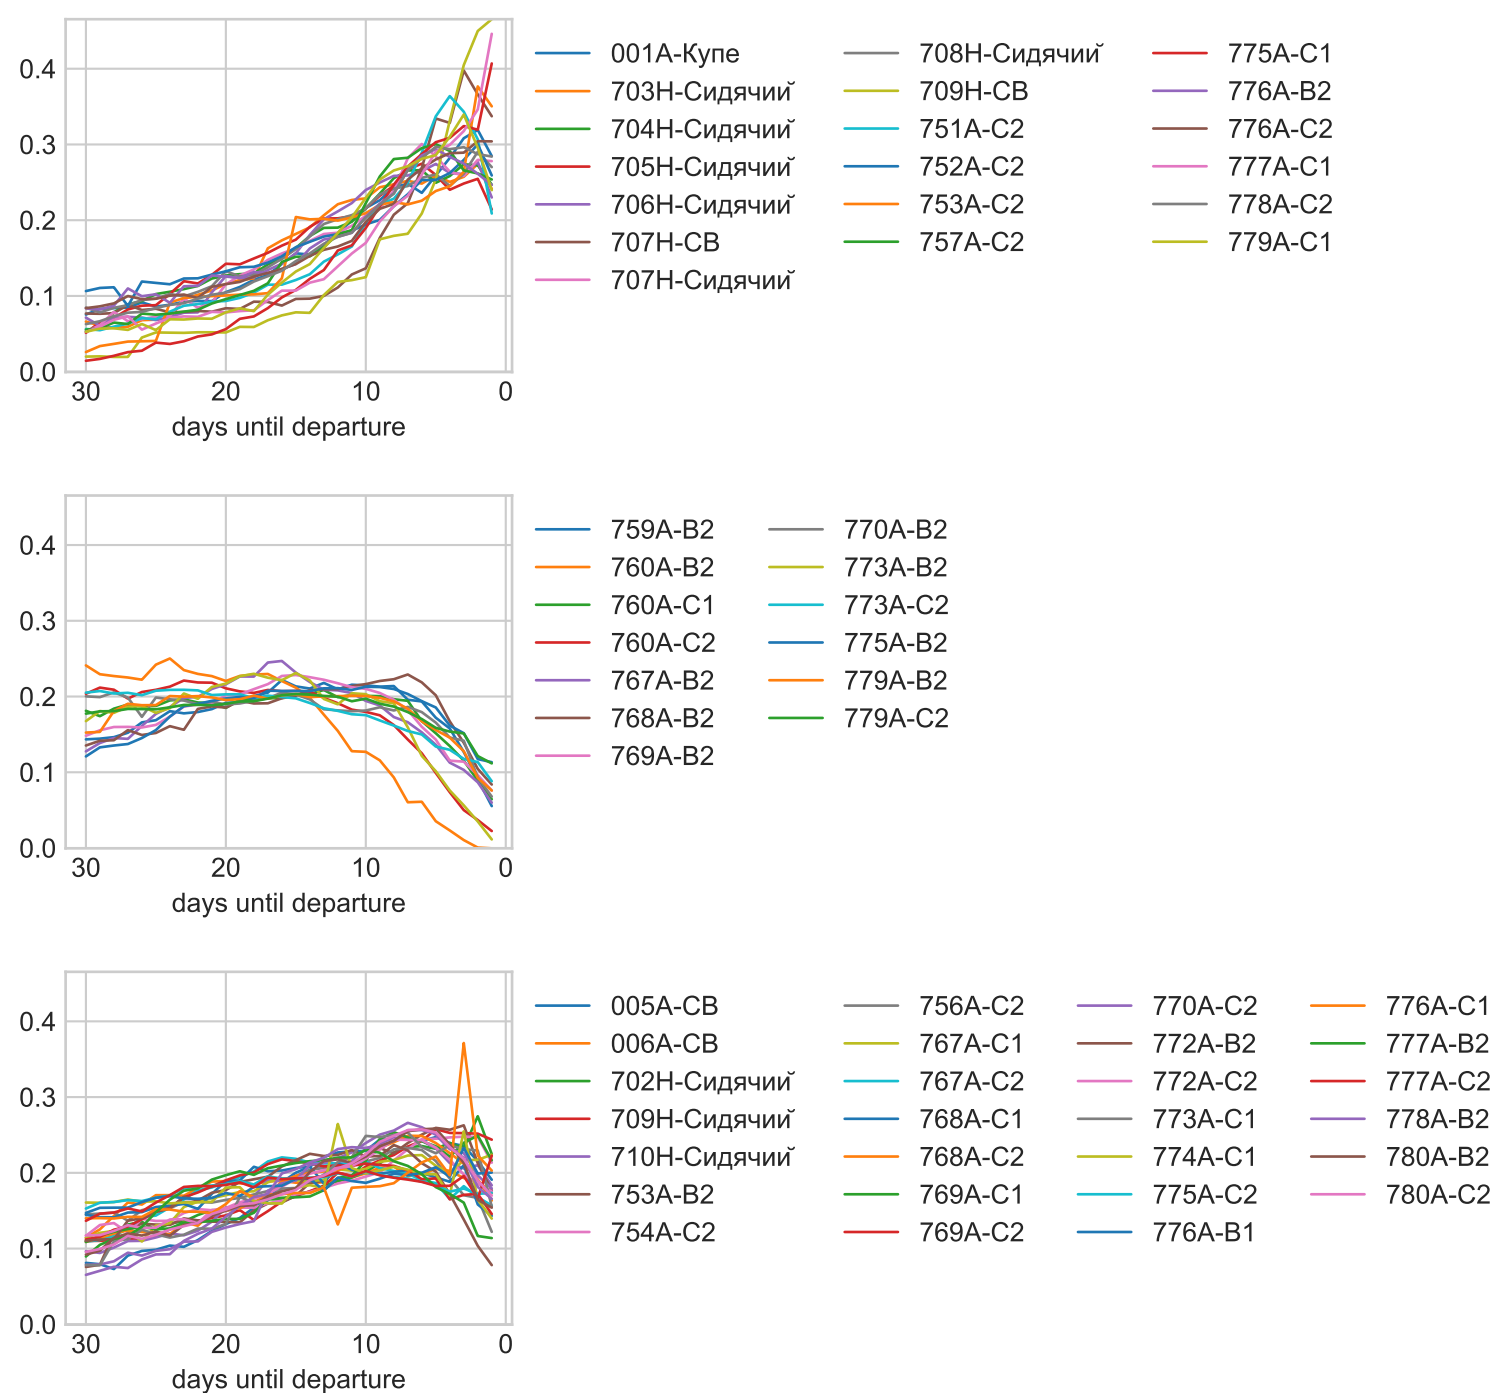 0.4
0.3
0.2
0.1
0.0
30 20 10 0
days until departure
001А-Купе
703Н-Сидячий
704Н-Сидячий
705Н-Сидячий
706Н-Сидячий
707Н-СВ
707Н-Сидячий
708Н-Сидячий
709Н-СВ
751А-С2
752А-С2
753А-С2
757А-С2
775А-С1
776А-В2
776А-С2
777А-С1
778А-С2
779А-С1
0.4
0.3
0.2
0.1
0.0
30 20 10 0
days until departure
759А-В2
760А-В2
760А-С1
760А-С2
767А-В2
768А-В2
769А-В2
770А-В2
773А-В2
773А-С2
775А-В2
779А-В2
779А-С2
0.4
0.3
0.2
0.1
0.0
30 20 10 0
days until departure
005А-СВ
006А-СВ
702Н-Сидячий
709Н-Сидячий
710Н-Сидячий
753А-В2
754А-С2
756А-С2
767А-С1
767А-С2
768А-С1
768А-С2
769А-С1
769А-С2
770А-С2
772А-В2
772А-С2
773А-С1
774А-С1
775А-С2
776А-В1
776А-С1
777А-В2
777А-С2
778А-В2
780А-В2
780А-С2